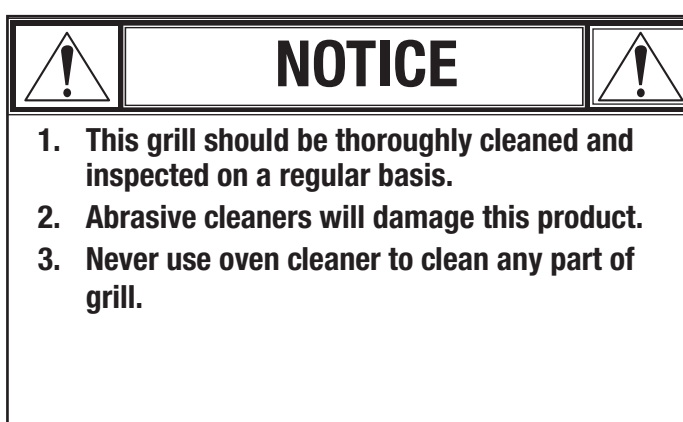 NOTICE
1. This grill should be thoroughly cleaned and
inspected on a regular basis.
2. Abrasive cleaners will damage this product.
3. Never use oven cleaner to clean any part of
grill.